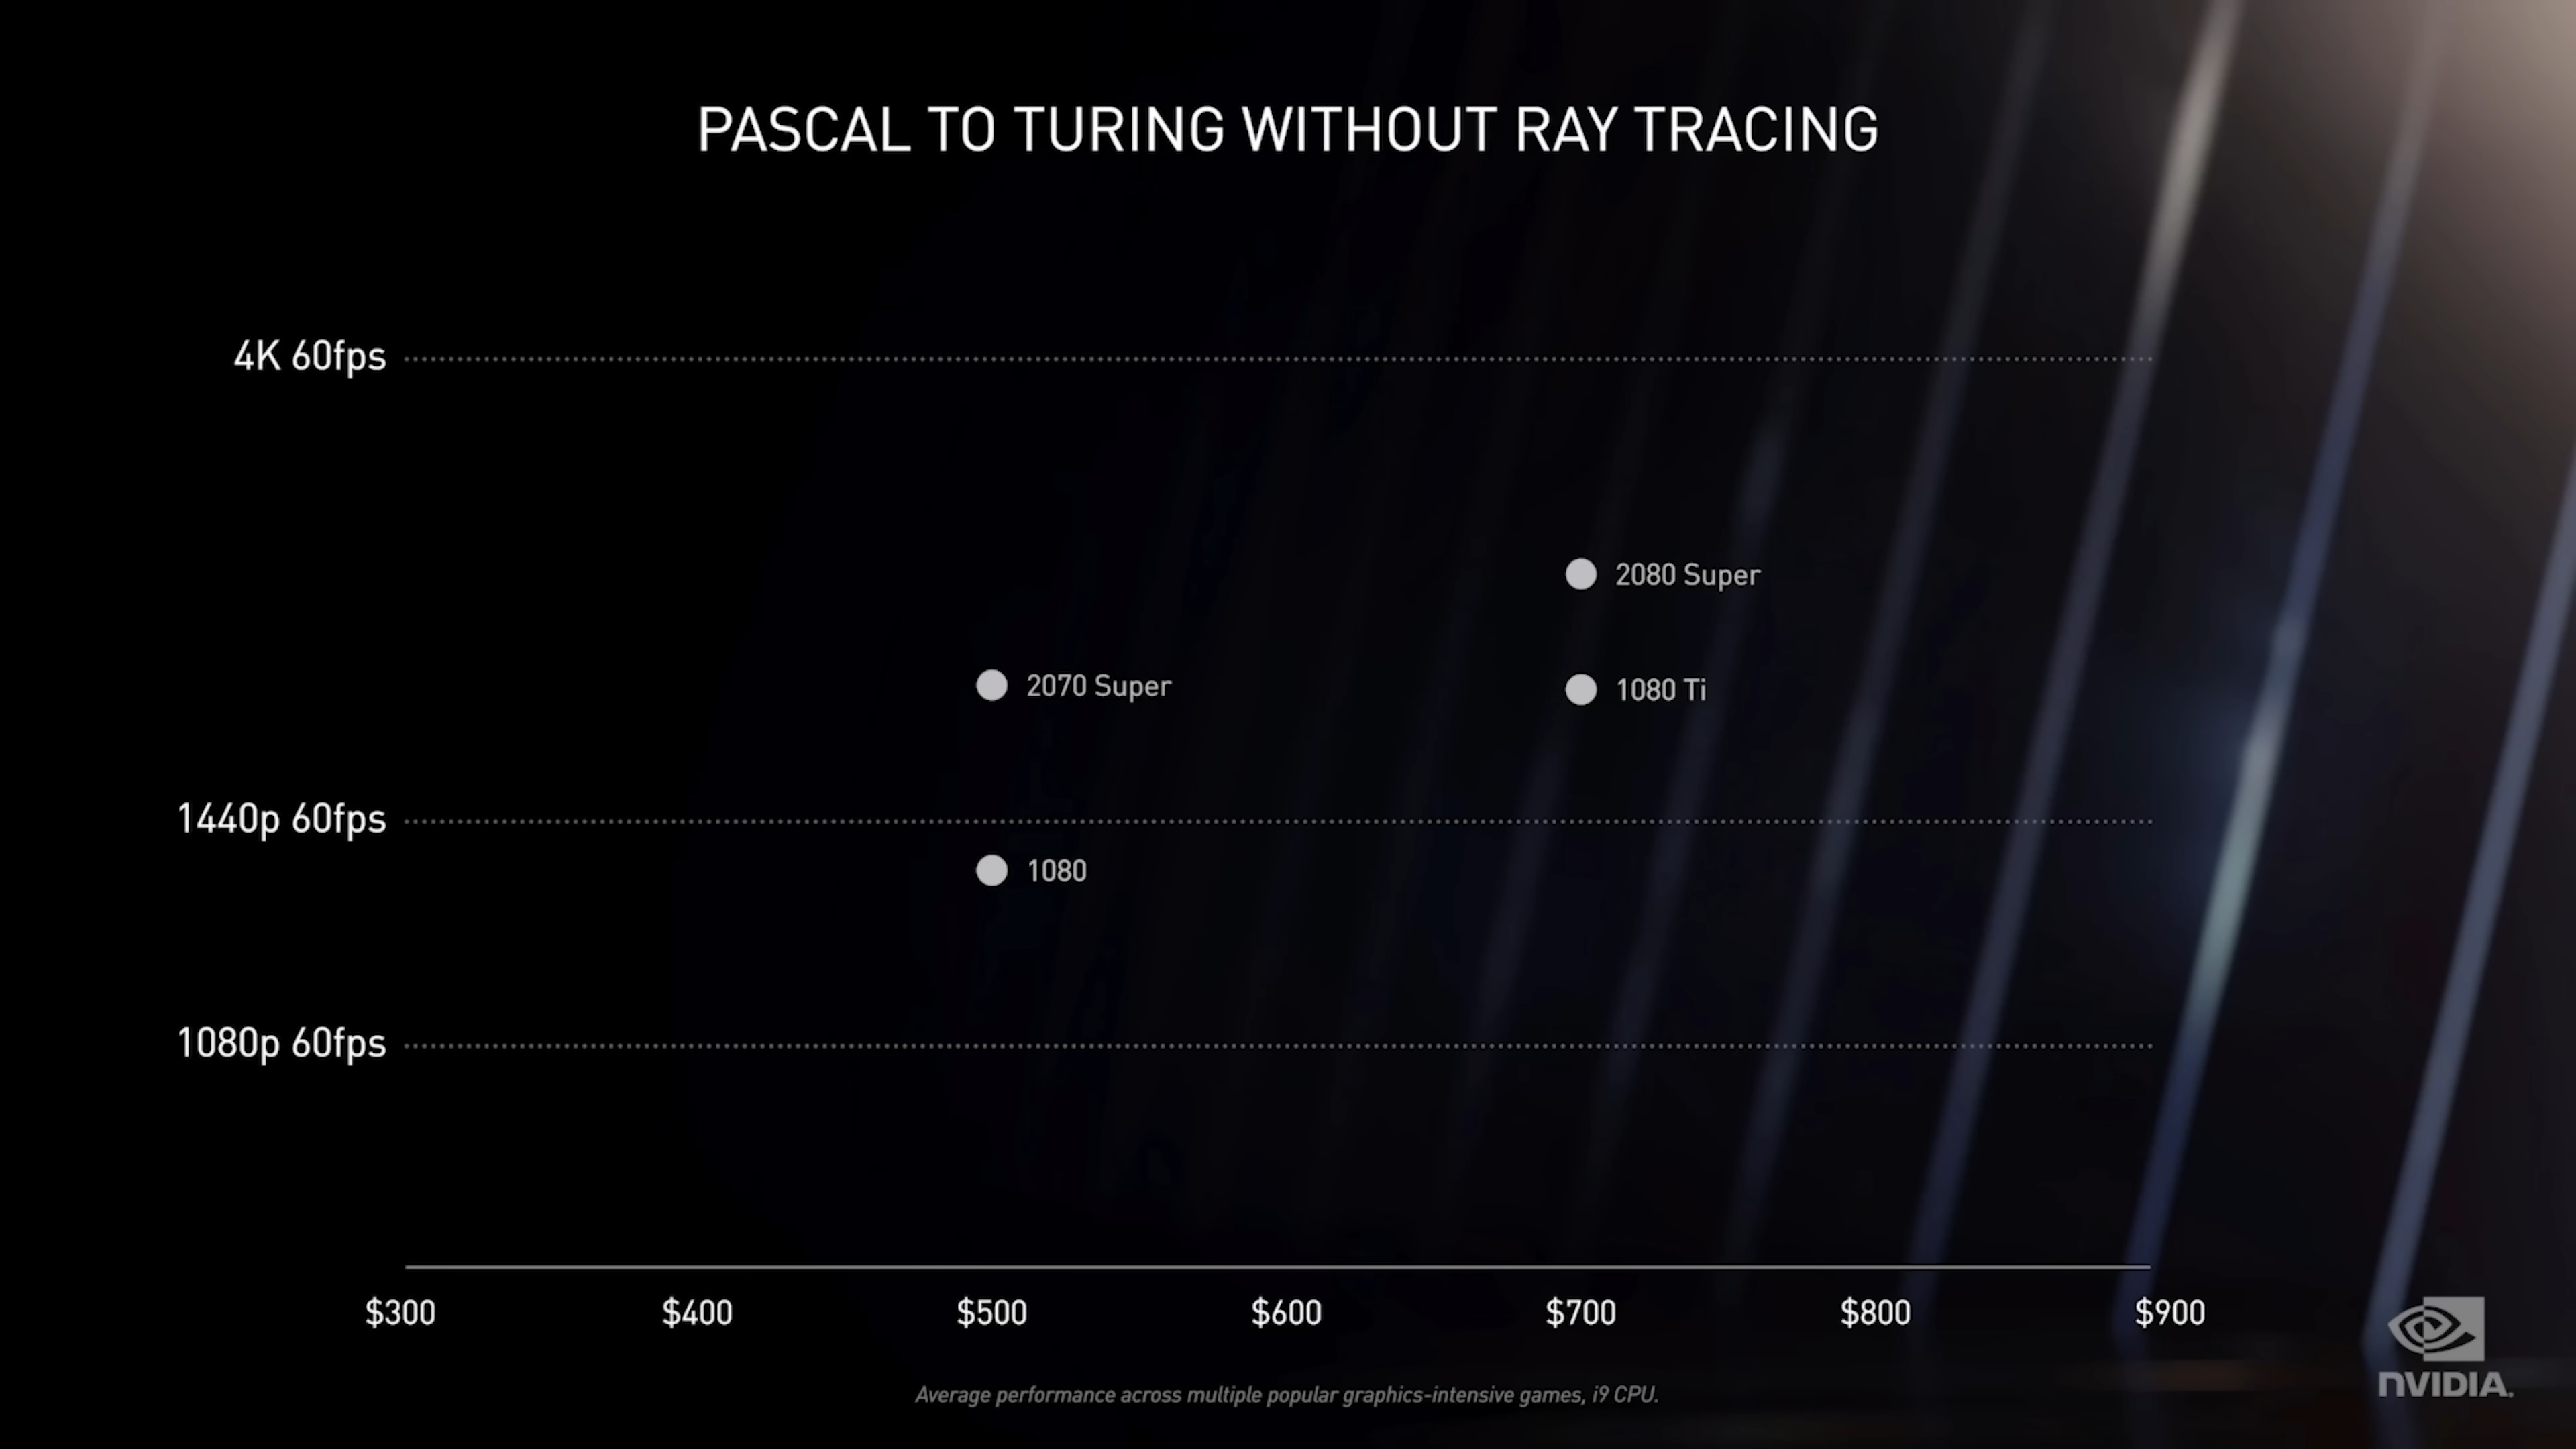 PASCAL TO TURING WITHOUT RAY TRACING
4K 60fps
2080 Super
2070 Super
1080 Ti
1440p 60fps
1080
1080p 60fps
$300 $400 $500 $600 $700 $800 $900
Average performance across multiple popular graphics-intensive games, i9 CPU.
NVIDIA.